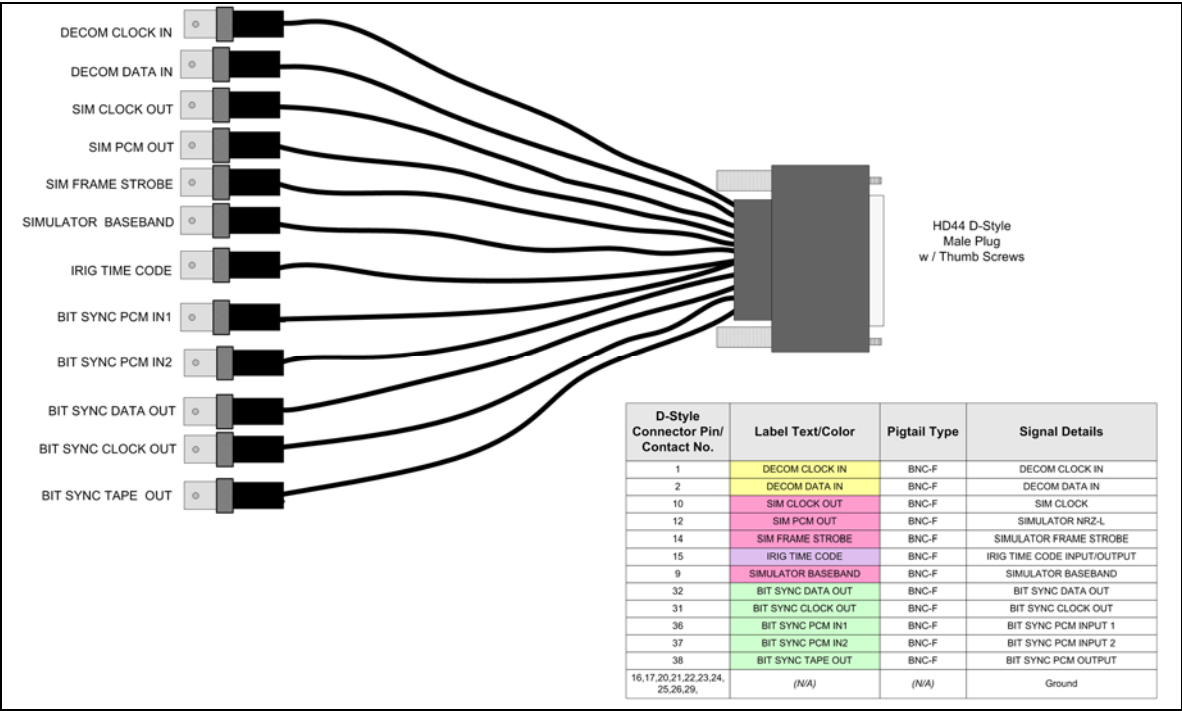 DECOM CLOCK IN
DECOM DATA IN
SIM CLOCK OUT
SIM PCM OUT
SIM FRAME STROBE
SIMULATOR  BASEBAND
IRIG TIME CODE
BIT SYNC PCM IN1
BIT SYNC PCM IN2
BIT SYNC DATA OUT
BIT SYNC CLOCK OUT
BIT SYNC TAPE  OUT
HD44 D-Style
Male Plug
w / Thumb Screws
D-Style
Connector Pin/
Contact No.
Label Text/Color
Pigtail Type
Signal Details
1 DECOM CLOCK IN BNC-F DECOM CLOCK IN
2 DECOM DATA IN BNC-F DECOM DATA IN
10 SIM CLOCK OUT BNC-F SIM CLOCK
12 SIM PCM OUT BNC-F SIMULATOR NRZ-L
14 SIM FRAME STROBE BNC-F SIMULATOR FRAME STROBE
15 IRIG TIME CODE BNC-F IRIG TIME CODE INPUT/OUTPUT
9 SIMULATOR BASEBAND BNC-F SIMULATOR BASEBAND
32 BIT SYNC DATA OUT BNC-F BIT SYNC DATA OUT
31 BIT SYNC CLOCK OUT BNC-F BIT SYNC CLOCK OUT
36 BIT SYNC PCM IN1 BNC-F BIT SYNC PCM INPUT 1
37 BIT SYNC PCM IN2 BNC-F BIT SYNC PCM INPUT 2
38 BIT SYNC TAPE OUT BNC-F BIT SYNC PCM OUTPUT
16,17,20,21,22,23,24,
25,26,29,
(N/A) (N/A) Ground